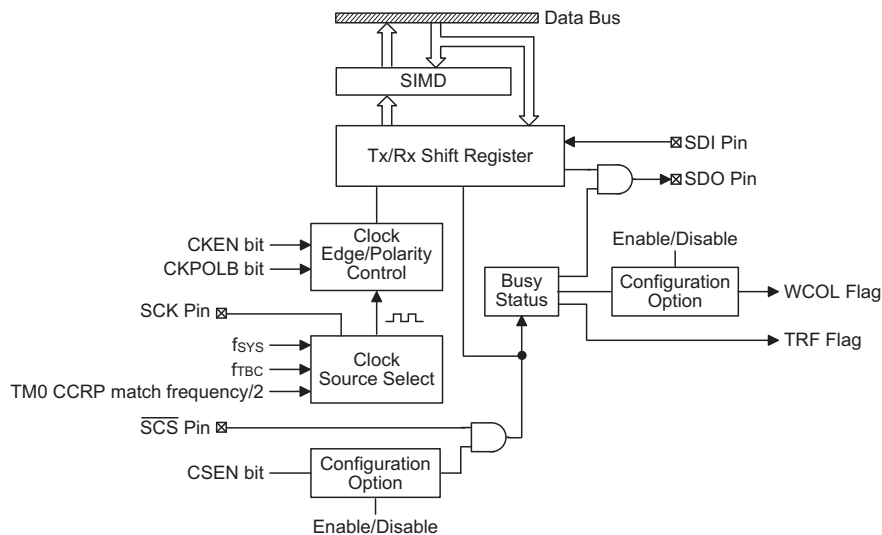 Data Bus
SIMD
Tx/Rx Shift Register
SDI Pin
SDO Pin
CKEN bit
CKPOLB bit
Clock
Edge/Polarity
Control
Enable/Disable
Busy
Status
Configuration
Option
WCOL Flag
TRF Flag
SCK Pin
fSYS
fTBC
TM0 CCRP match frequency/2
Clock
Source Select
SCS Pin
CSEN bit
Configuration
Option
Enable/Disable